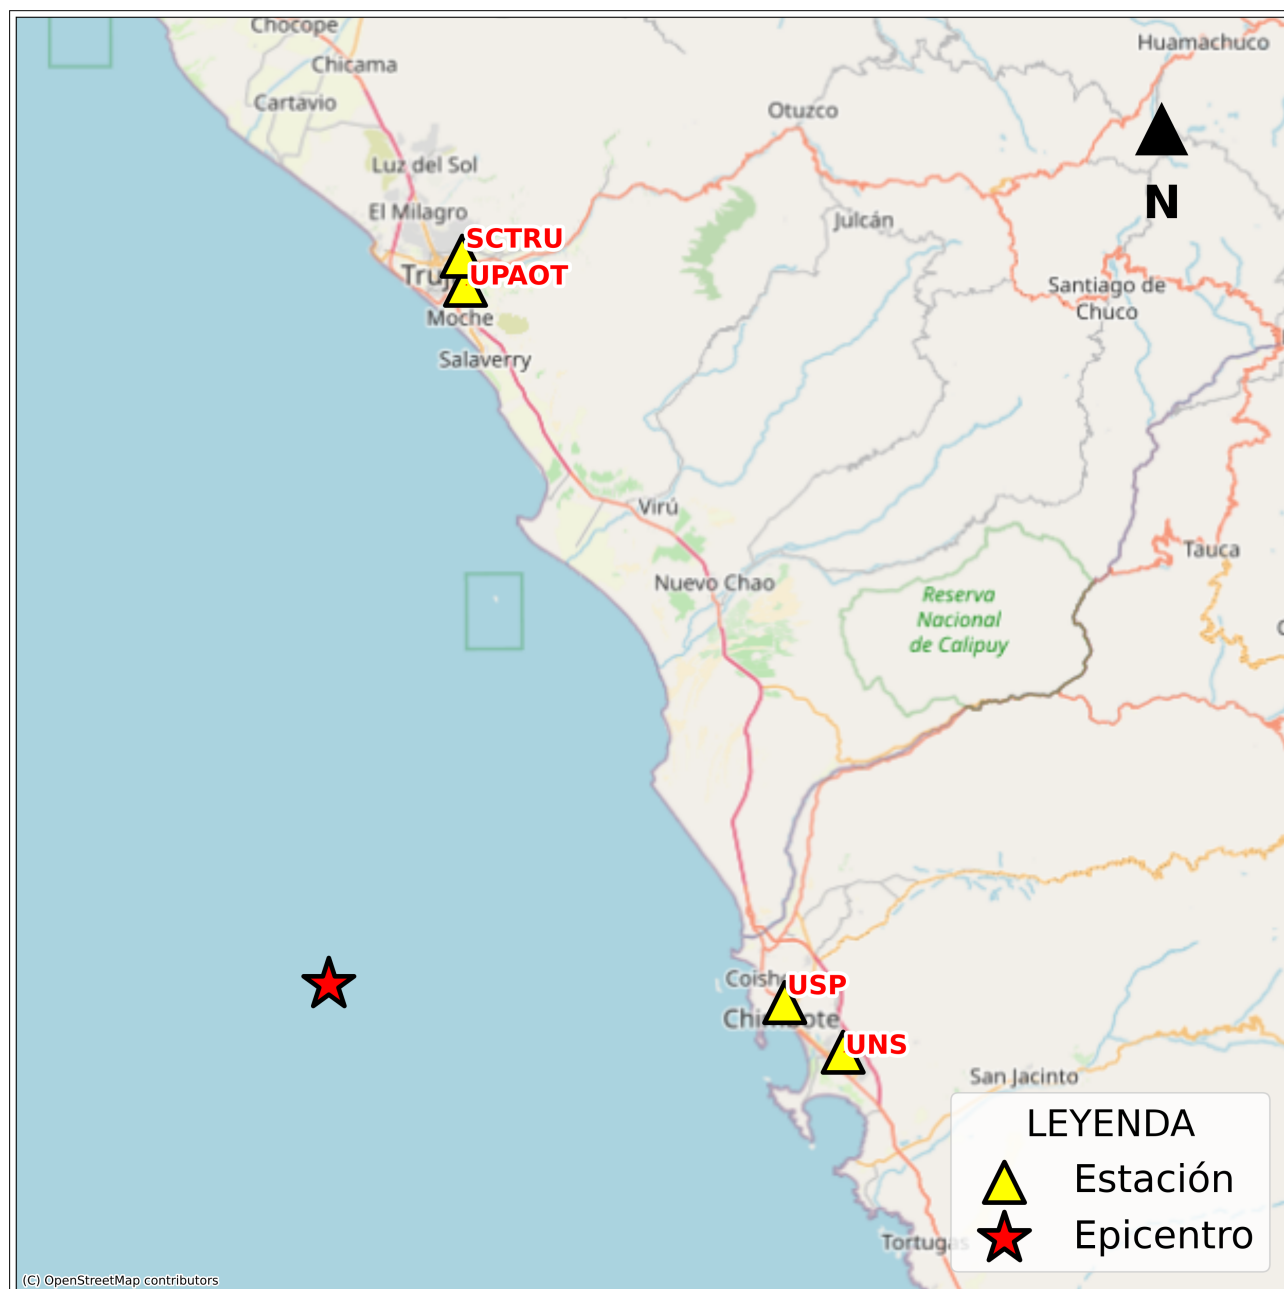 Chocope
Huamachuco
Chicama
Cartavio
Otuzco
Luz del Sol
N
El Milagro
Julcán
SCTRU
UPAOT
Santiago de
Chuco
Moche
Salaverry
Virú
Tauca
Nuevo Chao
Reserva
Nacional
de Calipuy
USP
UNS
San Jacinto
LEYENDA
Estación
Epicentro
Tortugas
(C) OpenStreetMap contributors